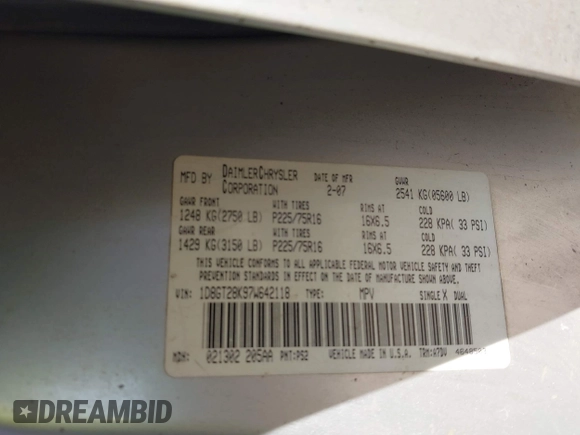 MFD BY DAIMLERCHRYSLER CORPORATION DATE OF MFR 2-07 GVWR 2541 KG(05600 LB)
GAWR FRONT WITH TIRES RIMS AT COLD
1248 KG(2750 LB) P225/75R16 16X6.5 228 KPA( 33 PSI)
GAWR REAR WITH TIRES RIMS AT COLD
1429 KG(3150 LB) P225/75R16 16X6.5 228 KPA( 33 PSI)
THIS VEHICLE CONFORMS TO ALL APPLICABLE FEDERAL MOTOR VEHICLE SAFETY AND THEFT
PREVENTION STANDARDS IN EFFECT ON THE DATE OF MANUFACTURE SHOWN ABOVE.
VIN: 1D8GT28K97W642118 TYPE: MPV SINGLE X DUAL
MDH: 021302 205AA PNT:PS2 VEHICLE MADE IN U.S.A. TRM:A7DV
DREAMBID